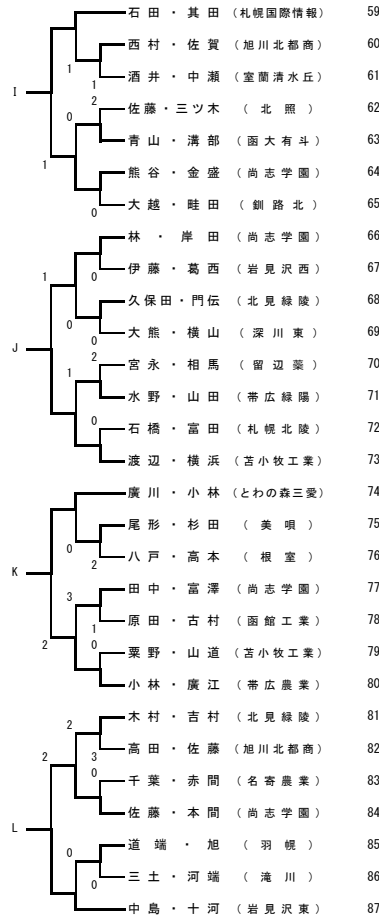 石田・其田 (札幌国際情報) 59
西村・佐賀 (旭川北都商) 60
1
酒井・中瀬 (室蘭清水丘) 61
1
I
2
佐藤・三ツ木 (北照) 62
0
青山・溝部 (函大有斗) 63
1
熊谷・金盛 (尚志学園) 64
大越・畦田 (釧路北) 65
0
林・岸田 (尚志学園) 66
1
伊藤・葛西 (岩見沢西) 67
0
久保田・門伝 (北見緑陵) 68
0
大熊・横山 (深川東) 69
0
J
2
宮永・相馬 (留辺蘂) 70
1
水野・山田 (帯広緑陽) 71
石橋・富田 (札幌北陵) 72
0
渡辺・横浜 (苫小牧工業) 73
廣川・小林 (とわの森三愛) 74
尾形・杉田 (美唄) 75
0
八戸・高本 (根室) 76
2
K
田中・富澤 (尚志学園) 77
3
原田・古村 (函館工業) 78
1
2
0
粟野・山道 (苫小牧工業) 79
小林・廣江 (帯広農業) 80
木村・吉村 (北見緑陵) 81
2
高田・佐藤 (旭川北都商) 82
2
3
0
千葉・赤間 (名寄農業) 83
佐藤・本間 (尚志学園) 84
L
道端・旭 (羽幌) 85
0
三土・河端 (滝川) 86
0
中島・十河 (岩見沢東) 87